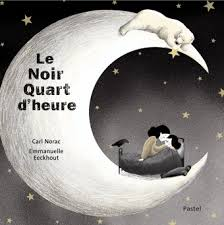 Le
Noir
Quart
d'heure
Carl Norac
Emmanuelle
Eeckhout
Pastel